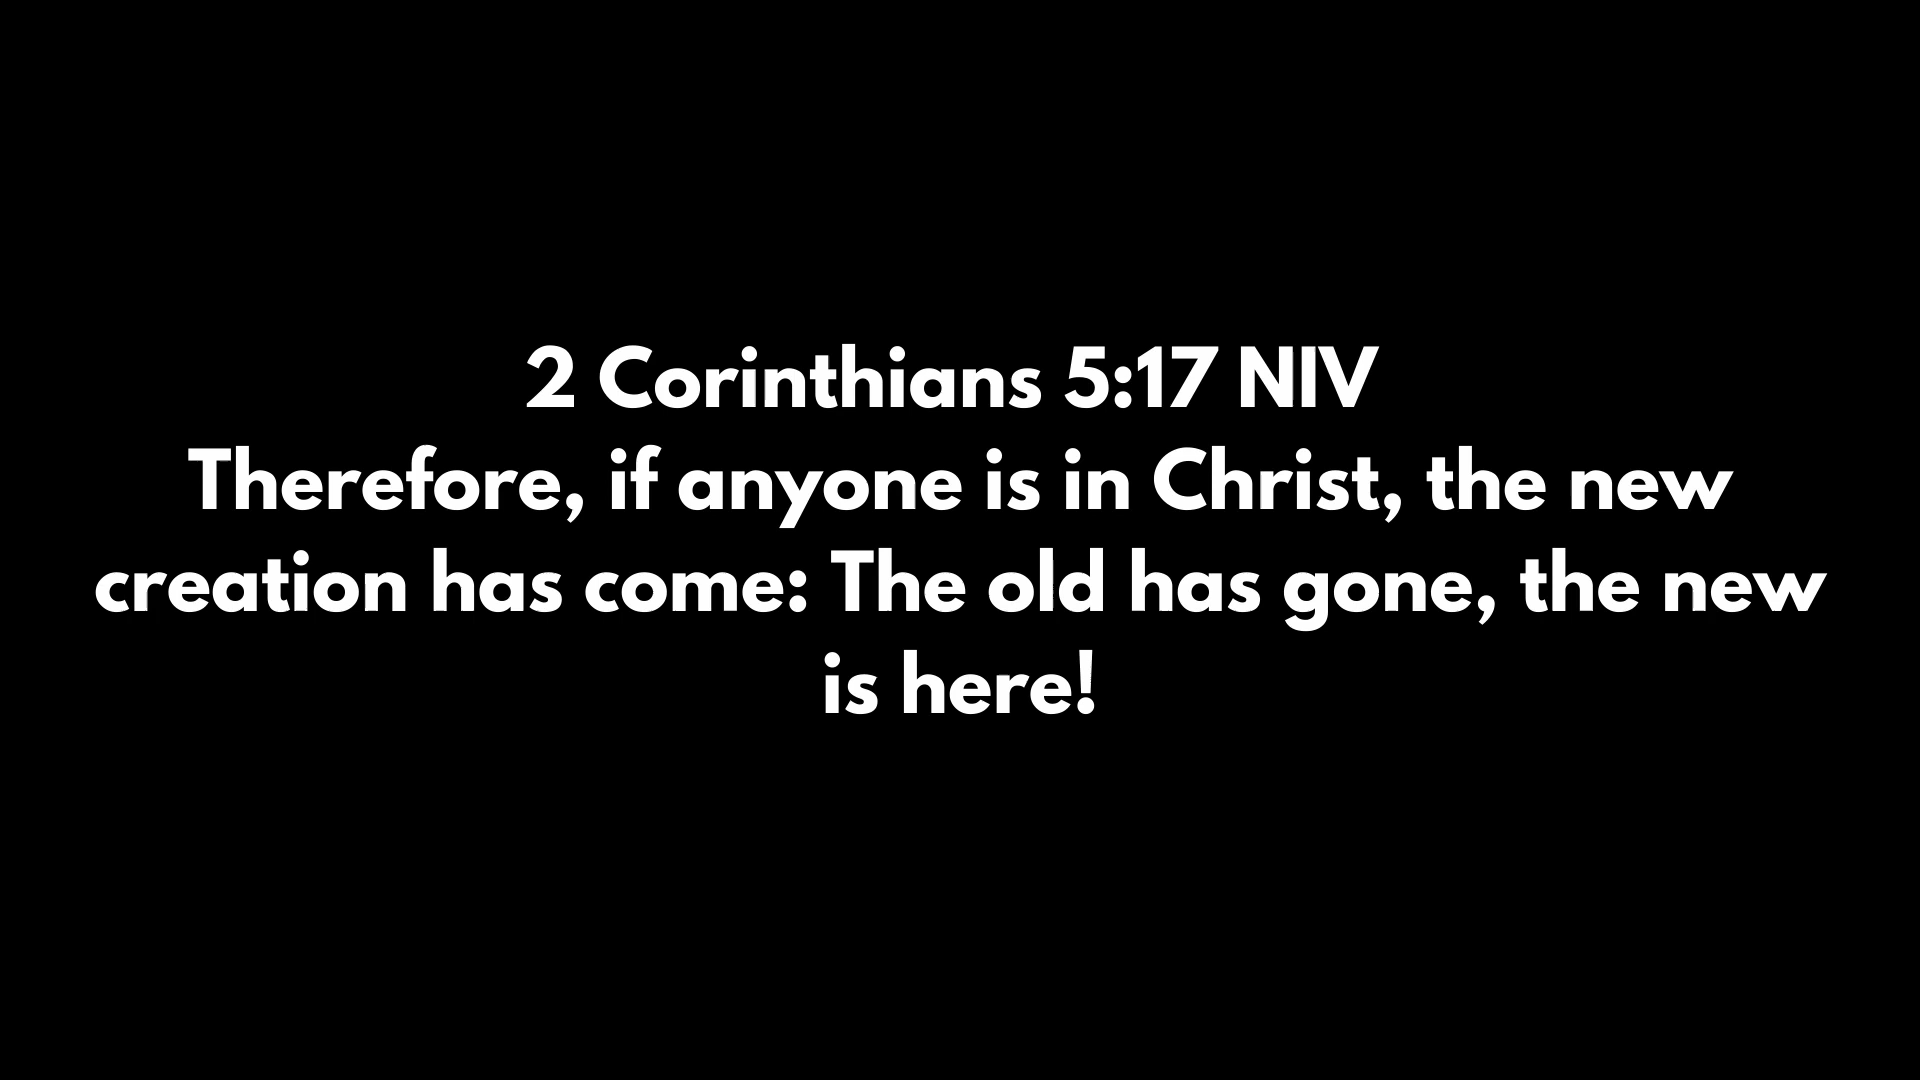 2 Corinthians 5:17 NIV
Therefore, if anyone is in Christ, the new
creation has come: The old has gone, the new
is here!